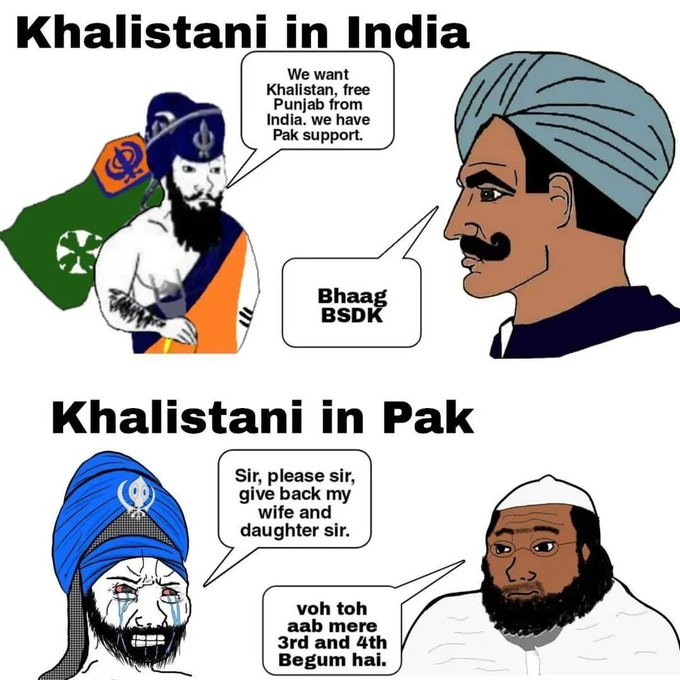 Khalistani in India
We want
Khalistan, free
Punjab from
India. we have
Pak support.
Bhaag
BSDK
Khalistani in Pak
Sir, please sir,
give back my
wife and
daughter sir.
voh toh
aab mere
3rd and 4th
Begum hai.